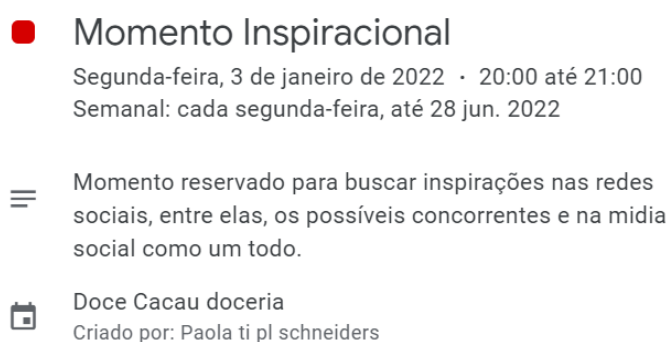 Momento Inspiracional
Segunda-feira, 3 de janeiro de 2022 · 20:00 até 21:00
Semanal: cada segunda-feira, até 28 jun. 2022
Momento reservado para buscar inspirações nas redes
sociais, entre elas, os possíveis concorrentes e na midia
social como um todo.
Doce Cacau doceria
Criado por: Paola ti pl schneiders